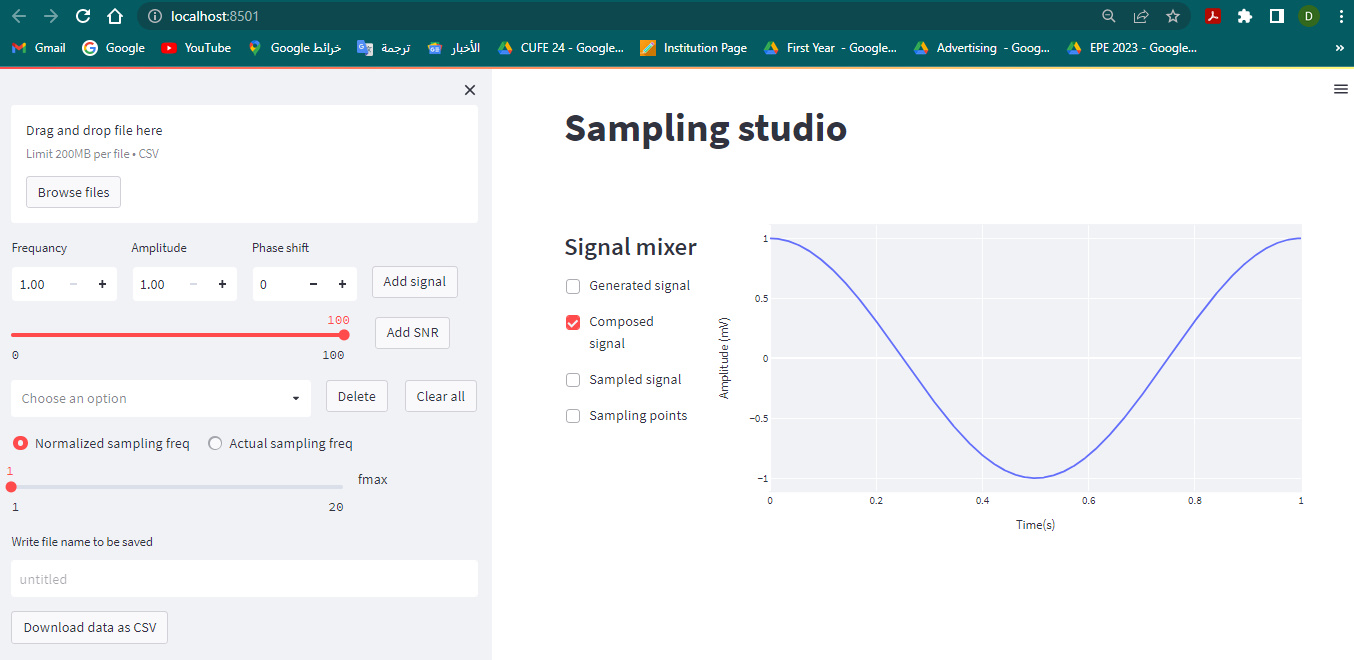 localhost:8501
D
Gmail
Google
YouTube
خرائط Google
ترجمة
الأخبار
CUFE 24 - Google...
Institution Page
First Year - Google...
Advertising - Goog...
EPE 2023 - Google...
»
Drag and drop file here
Limit 200MB per file • CSV
Browse files
Frequancy
Amplitude
Phase shift
1.00
1.00
0
Add signal
100
0
100
Add SNR
Choose an option
Delete
Clear all
Normalized sampling freq
Actual sampling freq
1
1
20
fmax
Write file name to be saved
untitled
Download data as CSV
Sampling studio
Signal mixer
Generated signal
Composed
signal
Sampled signal
Sampling points
Amplitude (mV)
1
0.5
0
−0.5
−1
0
0.2
0.4
0.6
0.8
1
Time(s)